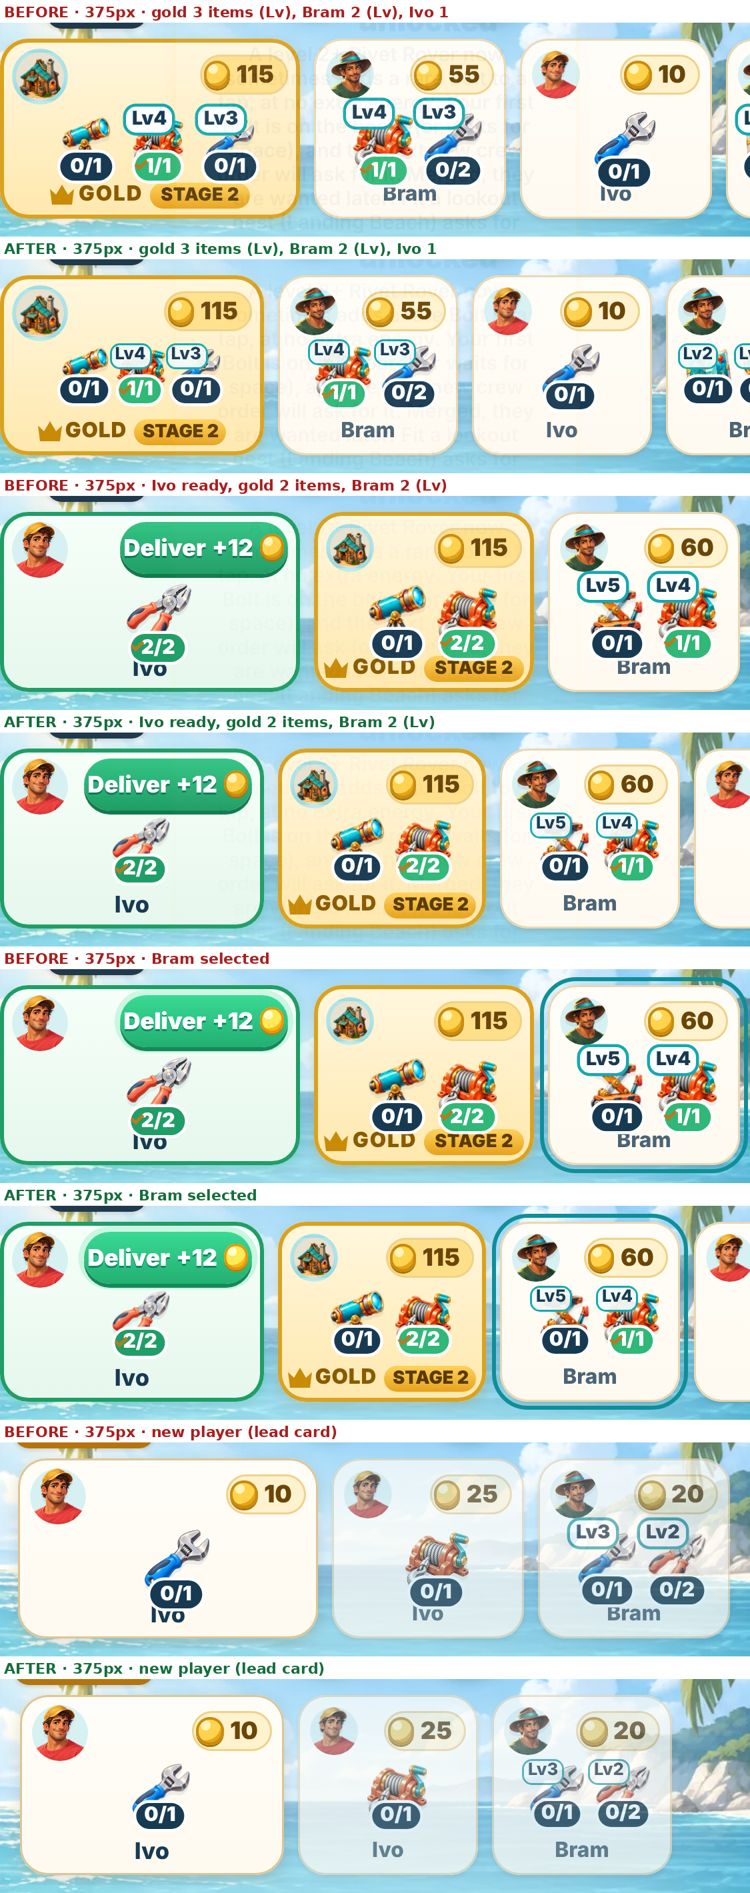 BEFORE · 375px · gold 3 items (Lv), Bram 2 (Lv), Ivo 1
115 55 10
Lv4 Lv3 Lv4 Lv3
0/1 1/1 0/1 1/1 0/2 0/1
GOLD STAGE 2 Bram Ivo
AFTER · 375px · gold 3 items (Lv), Bram 2 (Lv), Ivo 1
115 55 10
Lv4 Lv3 Lv4 Lv3 Lv2
0/1 1/1 0/1 1/1 0/2 0/1 0/1
GOLD STAGE 2 Bram Ivo Br
BEFORE · 375px · Ivo ready, gold 2 items, Bram 2 (Lv)
Deliver +12 115 60
Lv5 Lv4
2/2 0/1 2/2 0/1 1/1
Ivo GOLD STAGE 2 Bram
AFTER · 375px · Ivo ready, gold 2 items, Bram 2 (Lv)
Deliver +12 115 60
Lv5 Lv4
2/2 0/1 2/2 0/1 1/1
Ivo GOLD STAGE 2 Bram
BEFORE · 375px · Bram selected
Deliver +12 115 60
Lv5 Lv4
2/2 0/1 2/2 0/1 1/1
Ivo GOLD STAGE 2 Bram
AFTER · 375px · Bram selected
Deliver +12 115 60
Lv5 Lv4
2/2 0/1 2/2 0/1 1/1
Ivo GOLD STAGE 2 Bram
BEFORE · 375px · new player (lead card)
10 25 20
Lv3 Lv2
0/1 0/1 0/1 0/2
Ivo Ivo Bram
AFTER · 375px · new player (lead card)
10 25 20
Lv3 Lv2
0/1 0/1 0/1 0/2
Ivo Ivo Bram